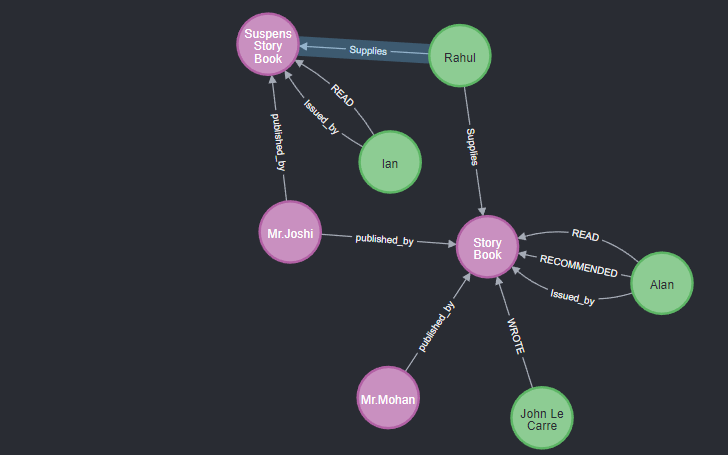 Suspens
Story
Book
Supplies
Rahul
READ
Issued_by
published_by
Supplies
Ian
Mr.Joshi
published_by
Story
Book
READ
RECOMMENDED
Issued_by
Alan
published_by
WROTE
Mr.Mohan
John Le
Carre